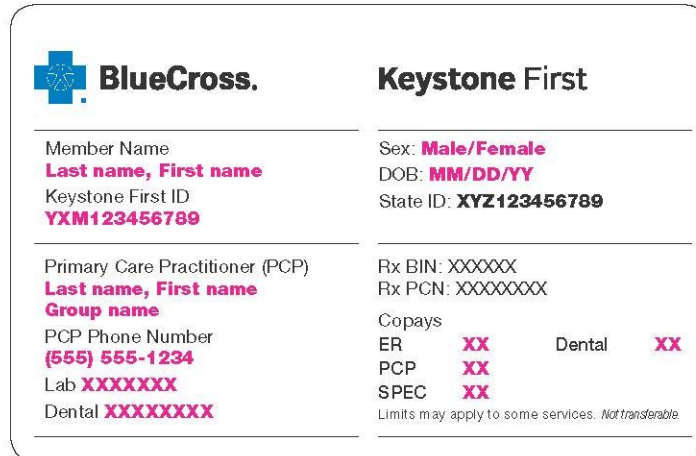 BlueCross.
Keystone First
Member Name
Last name, First name
Keystone First ID
YXM123456789
Sex: Male/Female
DOB: MM/DD/YY
State ID: XYZ123456789
Primary Care Practitioner (PCP)
Last name, First name
Group name
PCP Phone Number
(555) 555-1234
Lab XXXXXXX
Dental XXXXXXXX
Rx BIN: XXXXXX
Rx PCN: XXXXXXXX
Copays
ER XX Dental XX
PCP XX
SPEC XX
Limits may apply to some services. Not transferable.